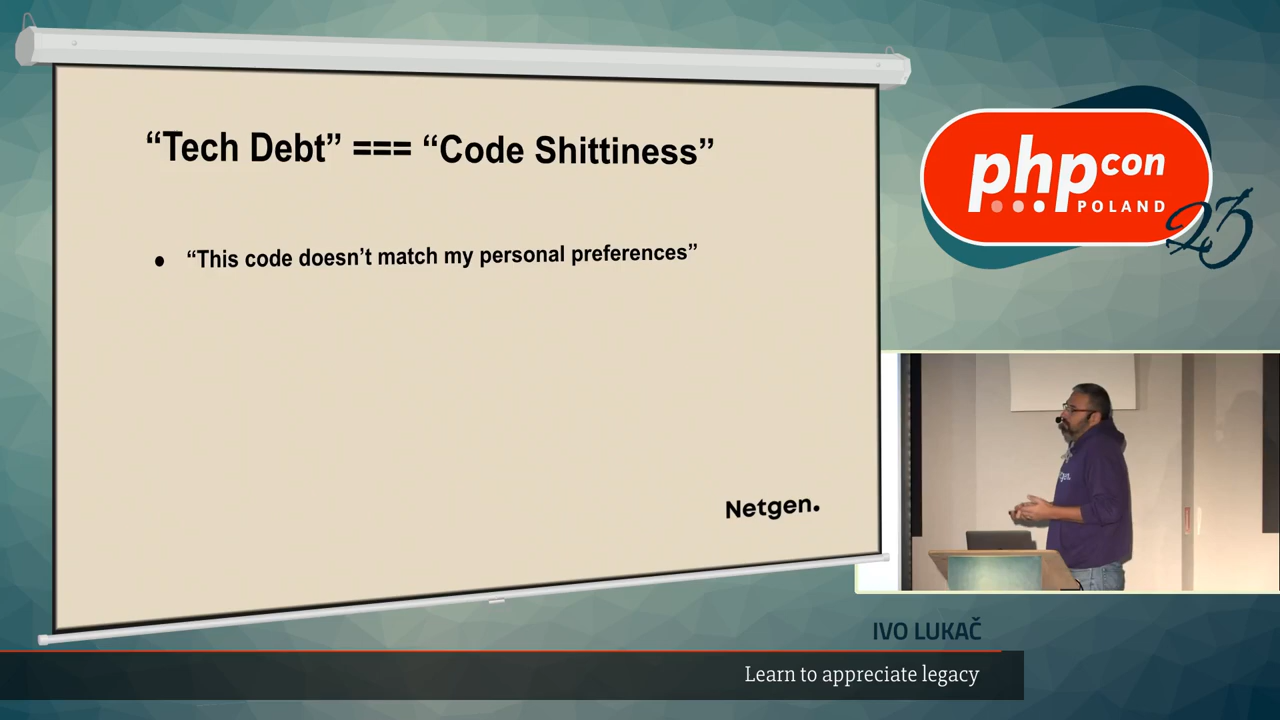 “Tech Debt” === “Code Shittiness”
● “This code doesn’t match my personal preferences”
Netgen.
phpcon
POLAND
23
IVO LUKAČ
Learn to appreciate legacy